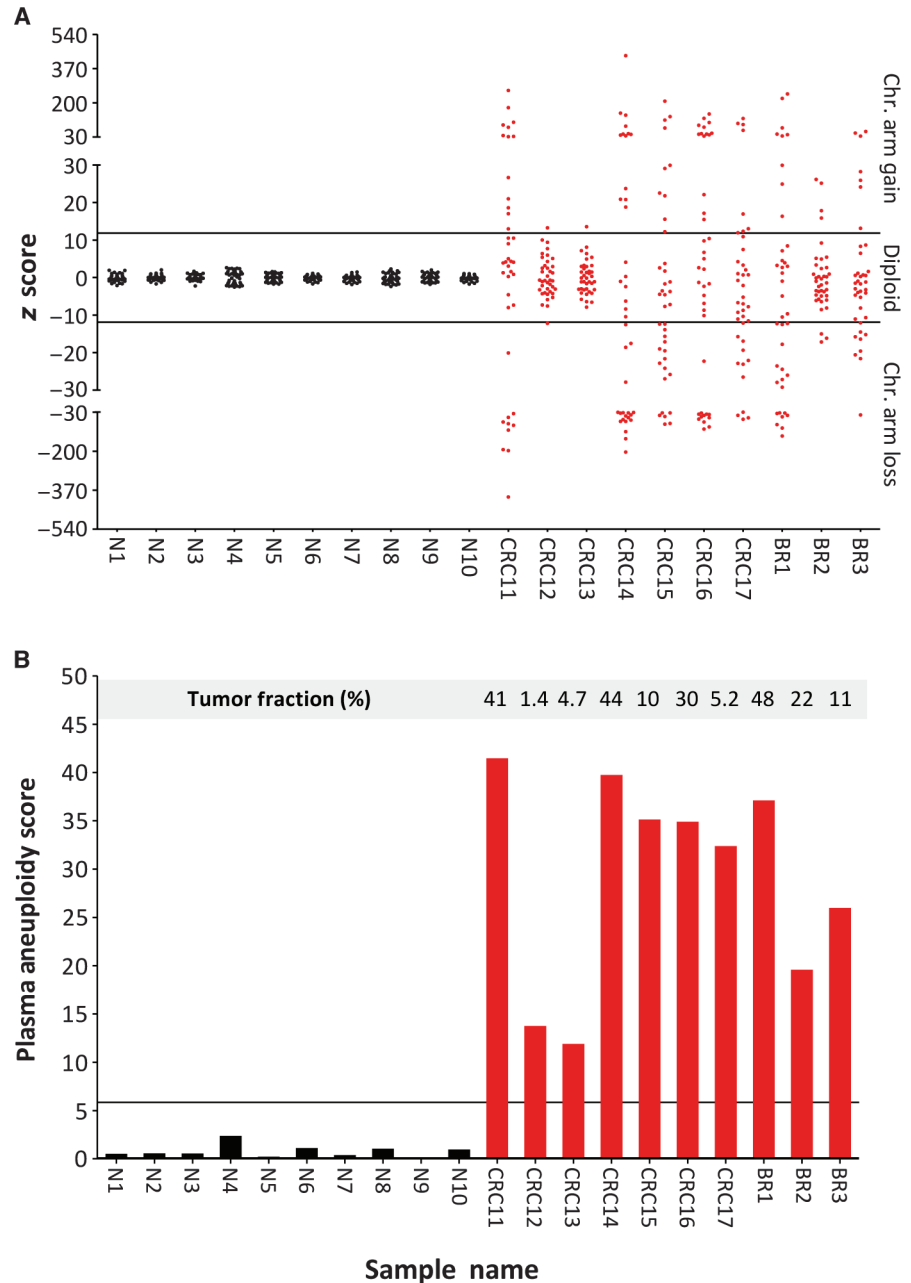 A
z score
540
370
200
30
30
20
10
0
−10
−20
−30
−30
−200
−370
−540
Chr. arm gain
Diploid
Chr. arm loss
N1 N2 N3 N4 N5 N6 N7 N8 N9 N10 CRC11 CRC12 CRC13 CRC14 CRC15 CRC16 CRC17 BR1 BR2 BR3
B
Plasma aneuploidy score
50
45
40
35
30
25
20
15
10
5
0
Tumor fraction (%) 41 1.4 4.7 44 10 30 5.2 48 22 11
N1 N2 N3 N4 N5 N6 N7 N8 N9 N10 CRC11 CRC12 CRC13 CRC14 CRC15 CRC16 CRC17 BR1 BR2 BR3
Sample name